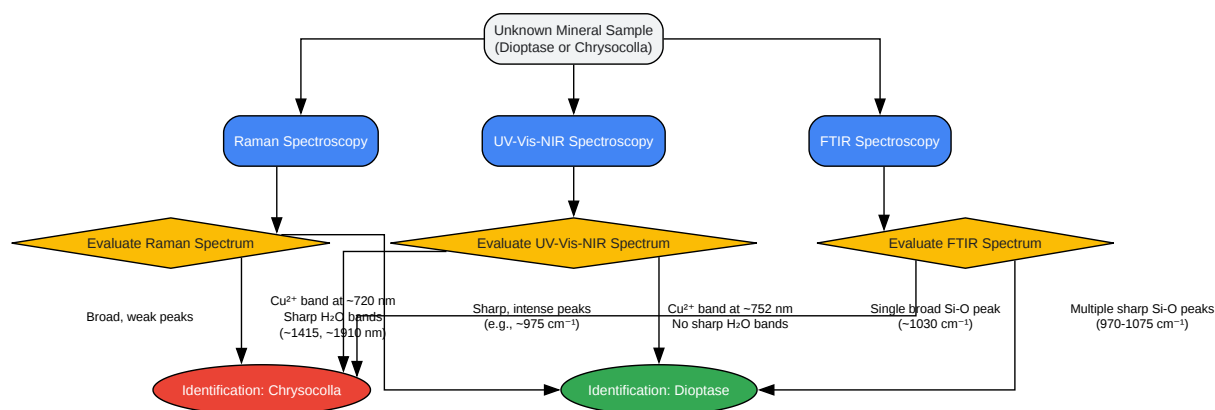 Unknown Mineral Sample
(Dioptase or Chrysocolla)
Raman Spectroscopy
UV-Vis-NIR Spectroscopy
FTIR Spectroscopy
Evaluate Raman Spectrum
Evaluate UV-Vis-NIR Spectrum
Evaluate FTIR Spectrum
Broad, weak peaks
Cu²⁺ band at ~720 nm
Sharp H₂O bands
(~1415, ~1910 nm)
Sharp, intense peaks
(e.g., ~975 cm⁻¹)
Cu²⁺ band at ~752 nm
No sharp H₂O bands
Single broad Si-O peak
(~1030 cm⁻¹)
Multiple sharp Si-O peaks
(970-1075 cm⁻¹)
Identification: Chrysocolla
Identification: Dioptase